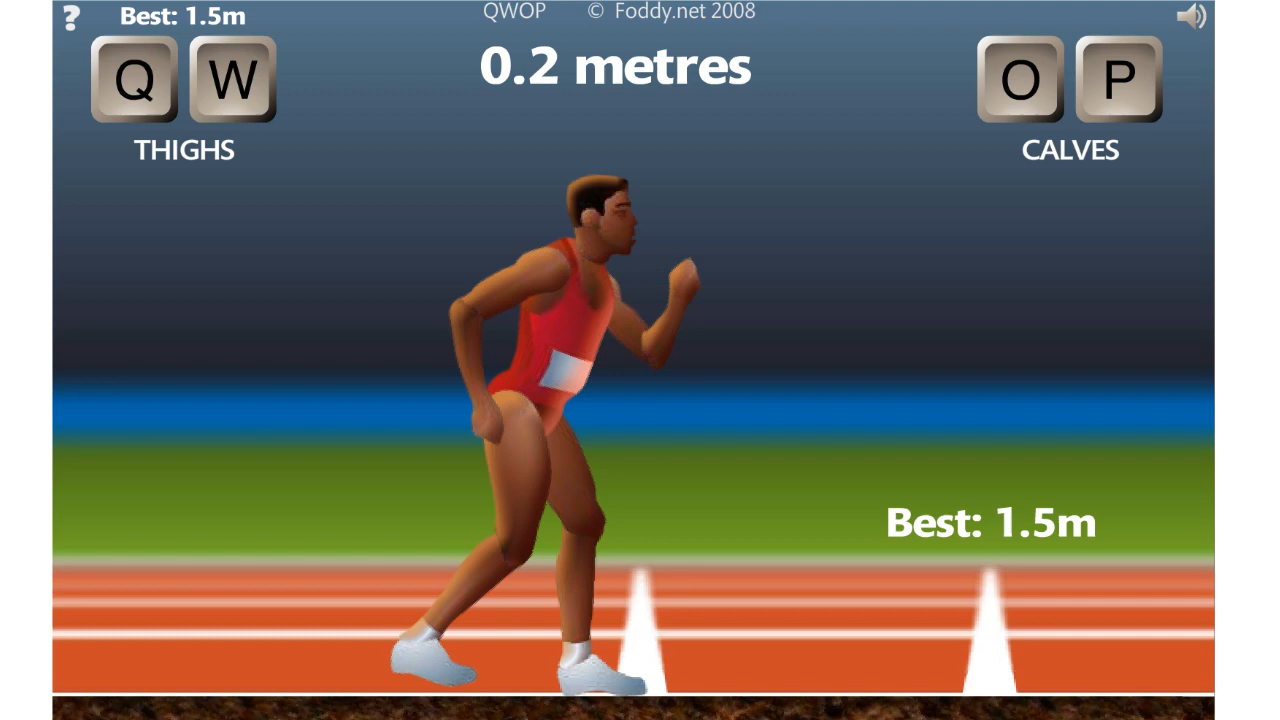 ?
Best: 1.5m
QWOP © Foddy.net 2008
Q W
0.2 metres
O P
THIGHS
CALVES
Best: 1.5m